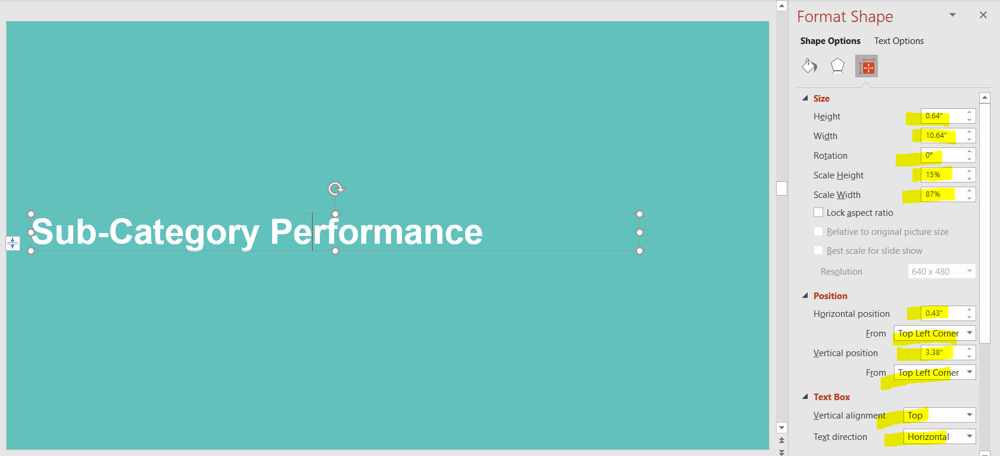 Sub-Category Performance
Format Shape
Shape Options Text Options
Size
Height 0.64"
Width 10.64"
Rotation 0°
Scale Height 15%
Scale Width 87%
Lock aspect ratio
Relative to original picture size
Best scale for slide show
Resolution 640 x 480
Position
Horizontal position 0.43"
From Top Left Corner
Vertical position 3.38"
From Top Left Corner
Text Box
Vertical alignment Top
Text direction Horizontal